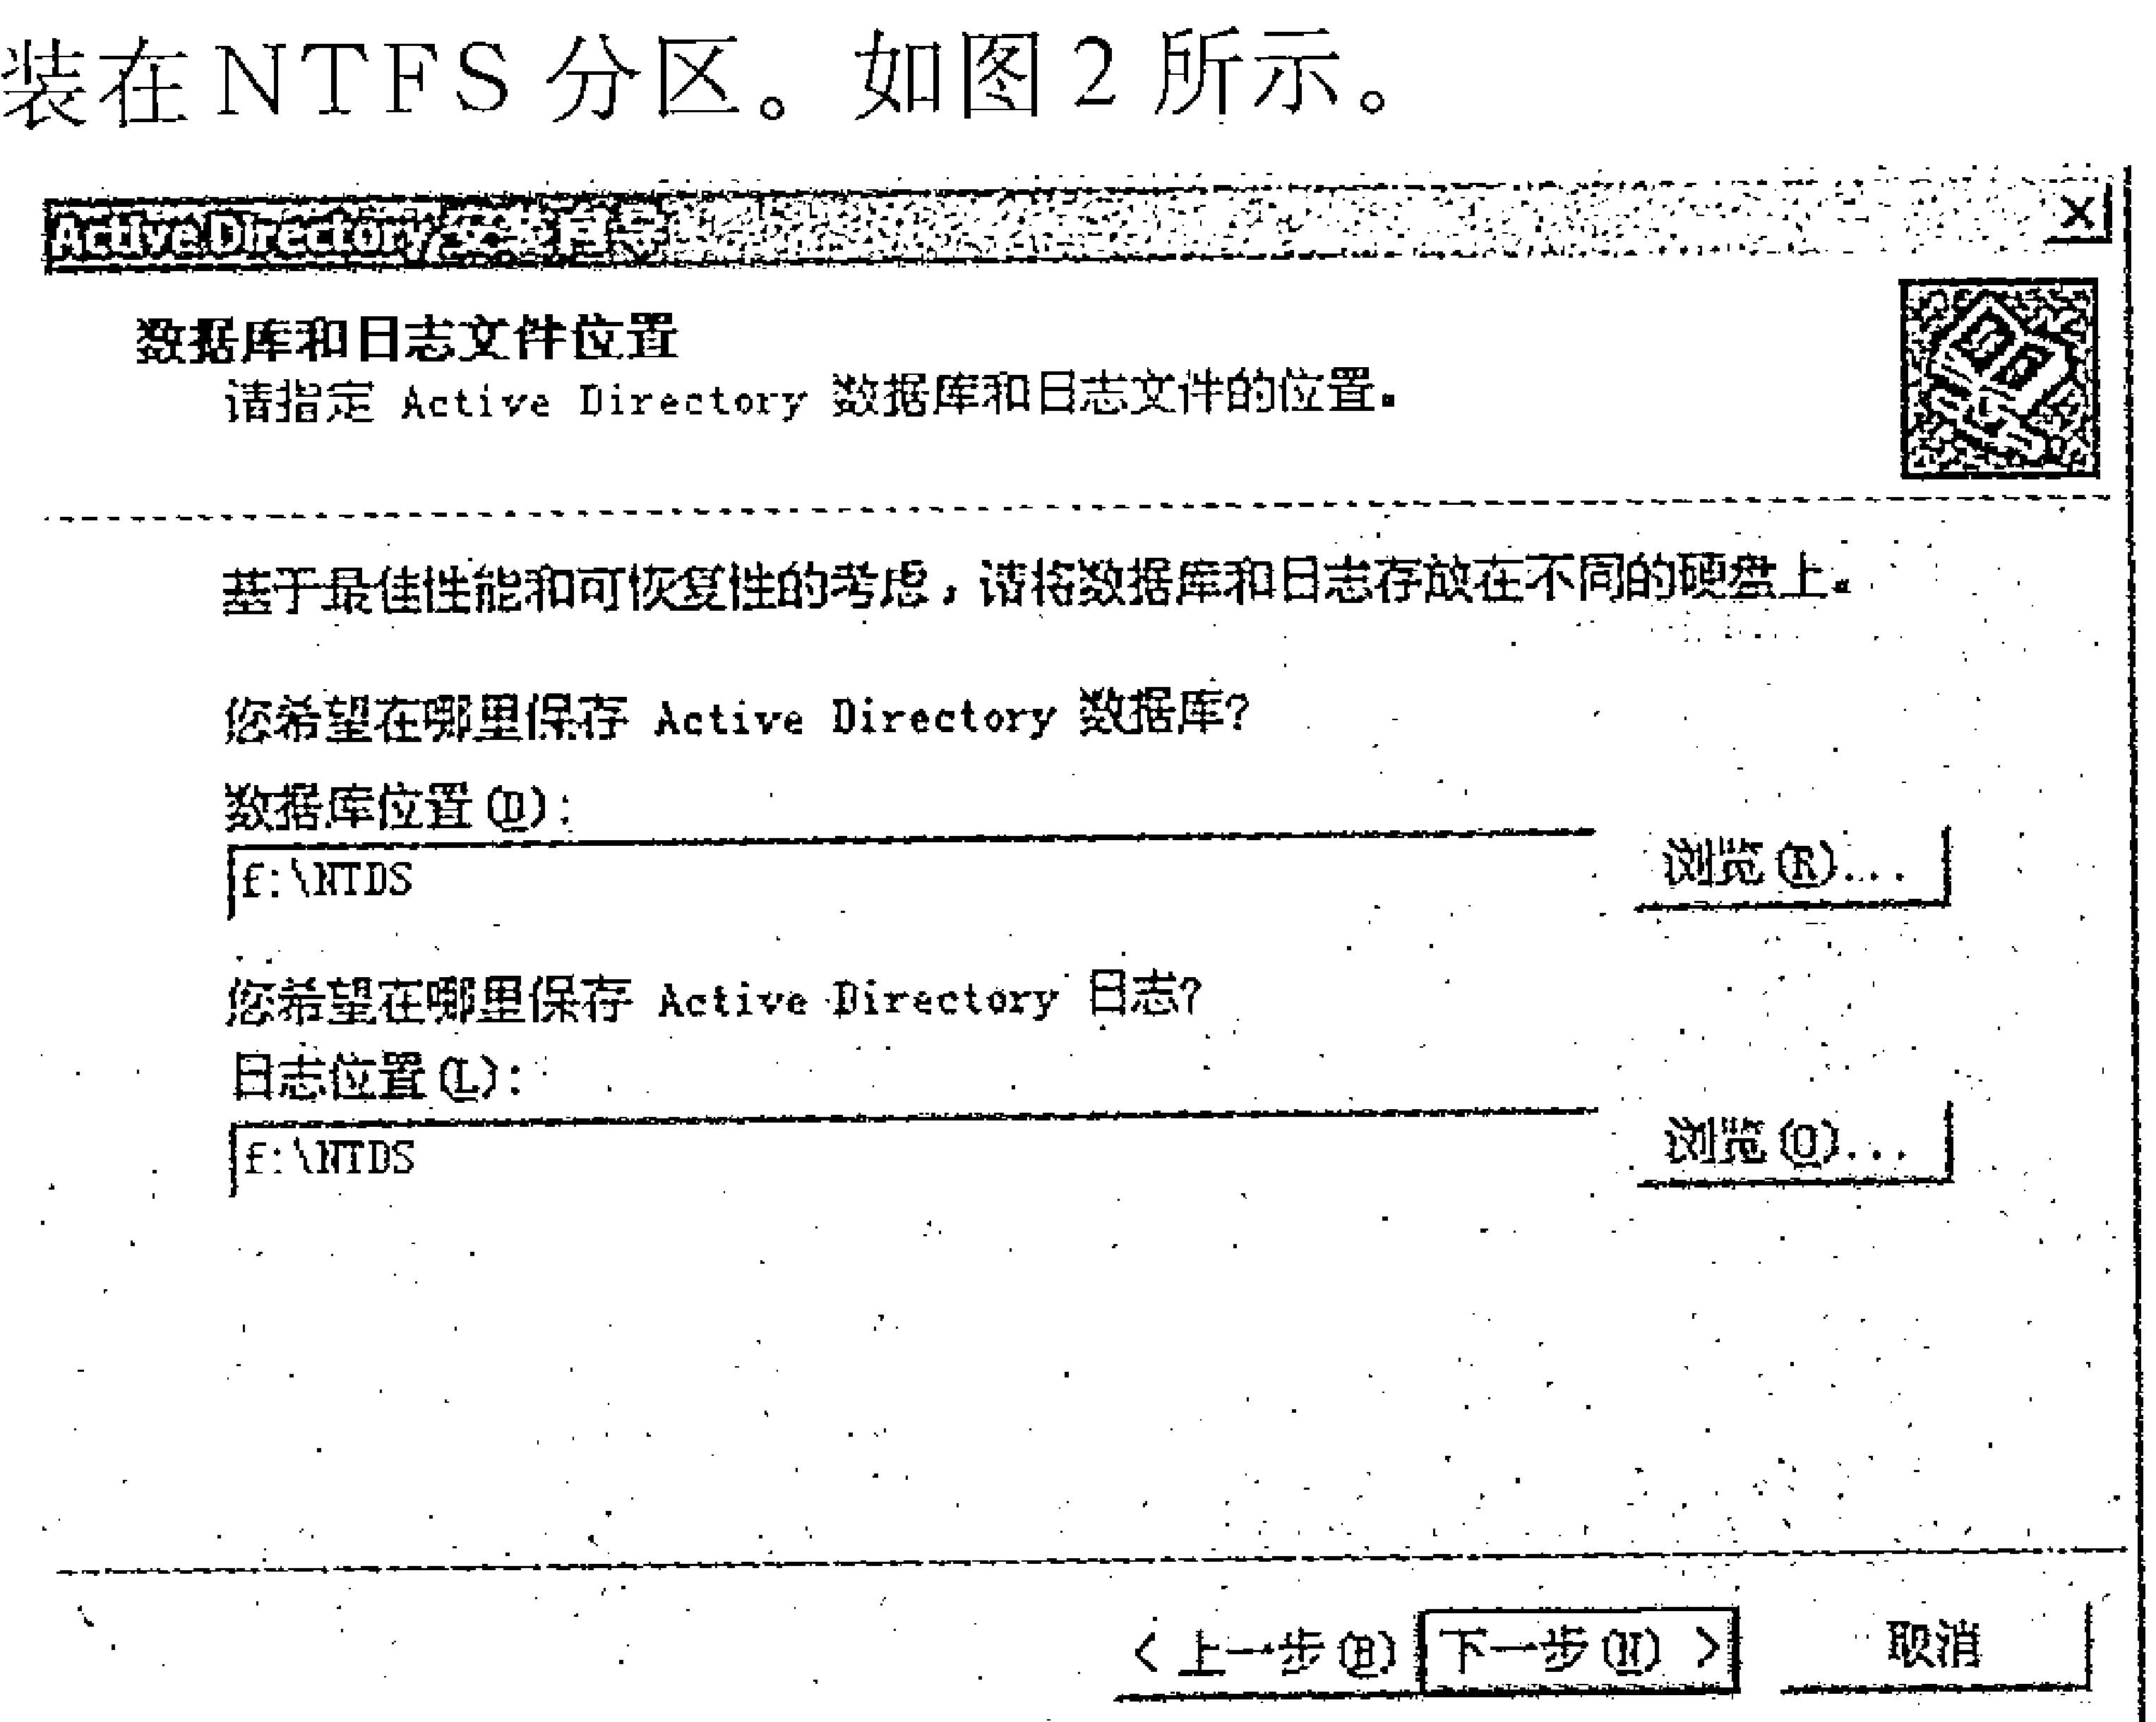 装在NTFS分区。如图2所示。
Active Directory 安装向导
数据库和日志文件位置
请指定 Active Directory 数据库和日志文件的位置。
基于最佳性能和可恢复性的考虑，请将数据库和日志存放在不同的硬盘上。
您希望在哪里保存 Active Directory 数据库?
数据库位置(D):
f:\NTDS
浏览(R)...
您希望在哪里保存 Active Directory 日志?
日志位置(L):
f:\NTDS
浏览(O)...
< 上一步(B) 下一步(N) > 取消